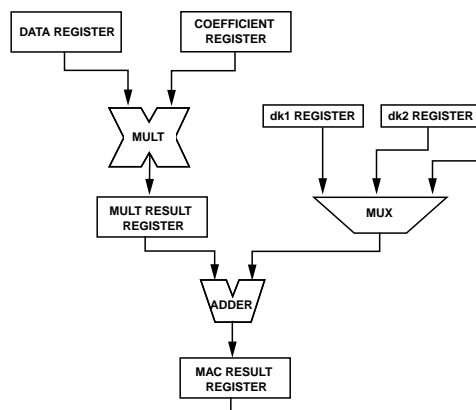 DATA REGISTER
COEFFICIENT
REGISTER
MULT
dk1 REGISTER
dk2 REGISTER
MULT RESULT
REGISTER
MUX
ADDER
MAC RESULT
REGISTER